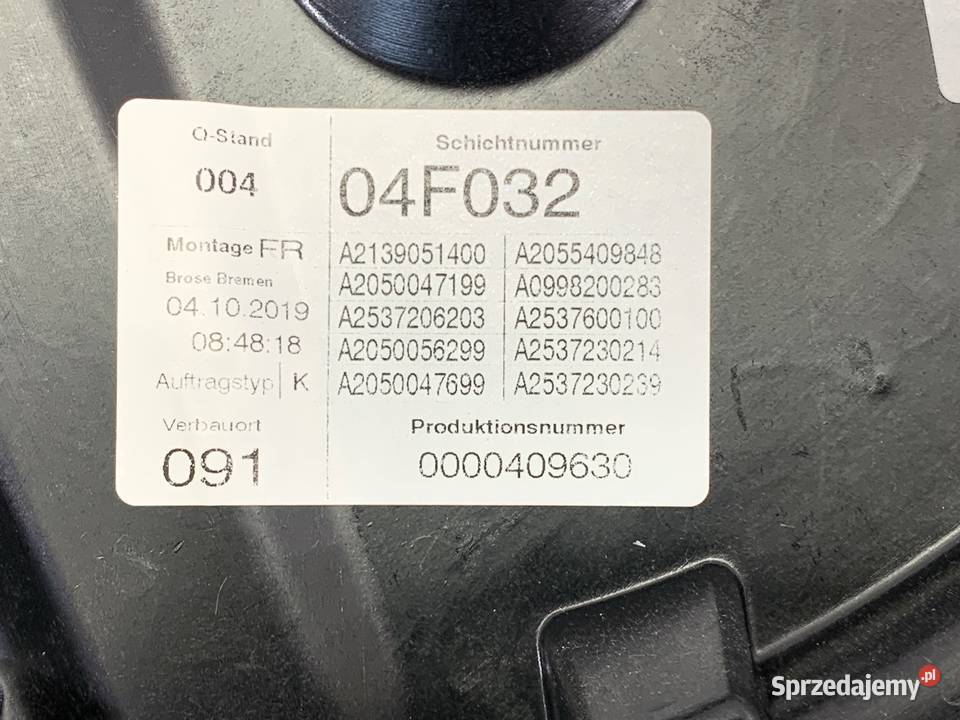 Q-Stand
004
Schichtnummer
04F032
Montage FR
Brose Bremen
04.10.2019
08:48:18
Auftragstyp K
A2139051400 A2055409848
A2050047199 A0998200283
A2537206203 A2537600100
A2050056299 A2537230214
A2050047699 A2537230239
Verbauort
091
Produktionsnummer
0000409630
Sprzedajemy.pl